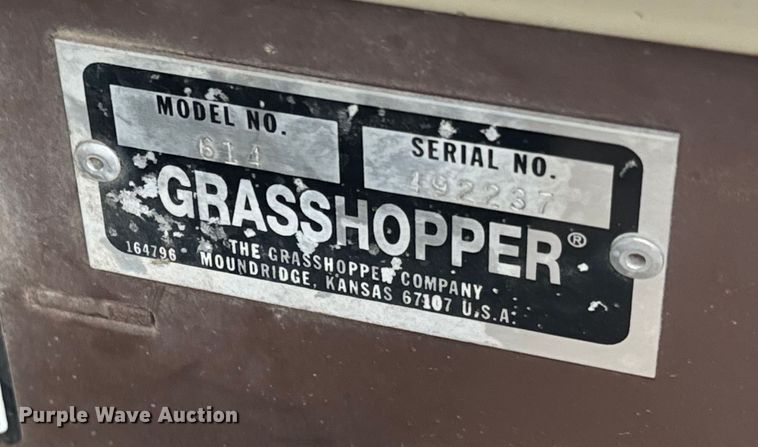 MODEL NO.
614
SERIAL NO.
492237
GRASSHOPPER®
164796
THE GRASSHOPPER COMPANY
MOUNDRIDGE, KANSAS 67107 U.S.A.
Purple Wave Auction